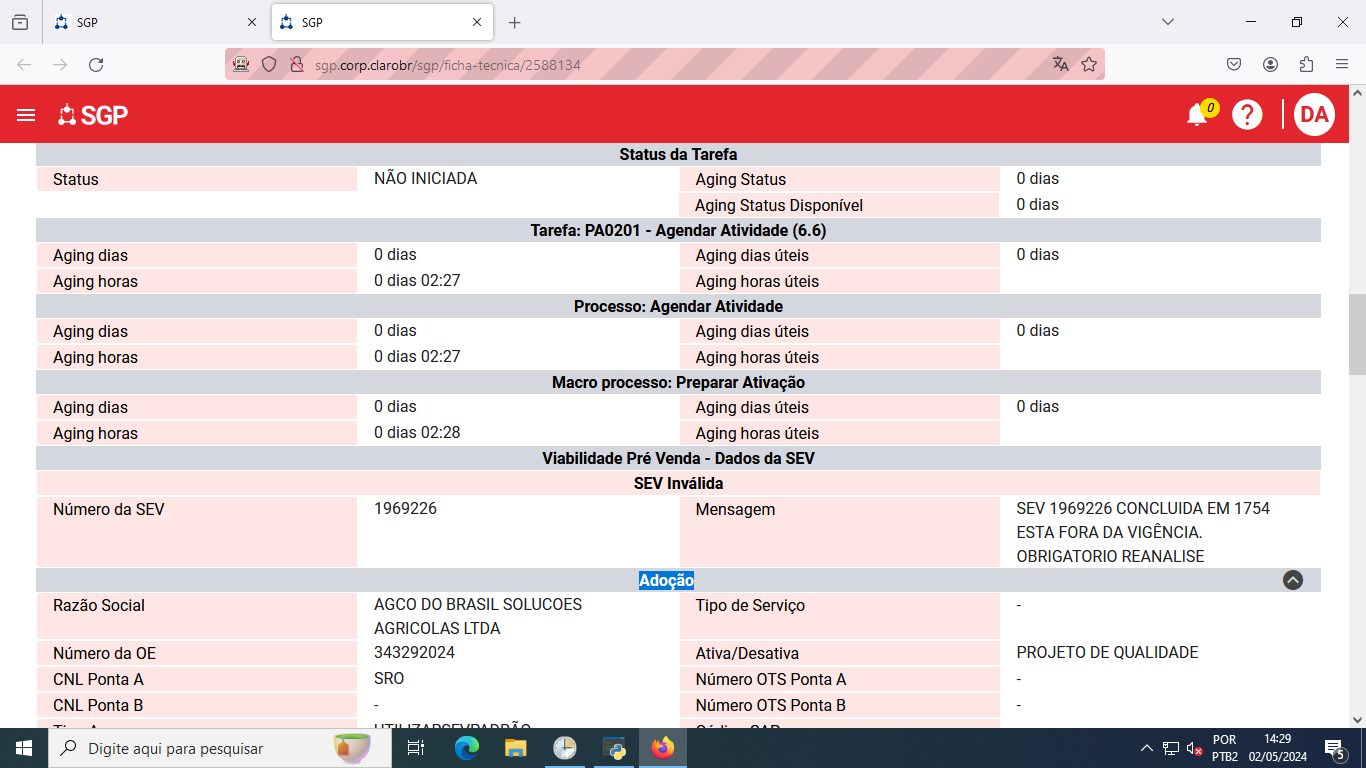 SGP
SGP
sgp.corp.clarobr/sgp/ficha-tecnica/2588134
SGP
0
?
DA
Status da Tarefa
Status NÃO INICIADA Aging Status 0 dias
Aging Status Disponível 0 dias
Tarefa: PA0201 - Agendar Atividade (6.6)
Aging dias 0 dias Aging dias úteis 0 dias
Aging horas 0 dias 02:27 Aging horas úteis
Processo: Agendar Atividade
Aging dias 0 dias Aging dias úteis 0 dias
Aging horas 0 dias 02:27 Aging horas úteis
Macro processo: Preparar Ativação
Aging dias 0 dias Aging dias úteis 0 dias
Aging horas 0 dias 02:28 Aging horas úteis
Viabilidade Pré Venda - Dados da SEV
SEV Inválida
Número da SEV 1969226 Mensagem SEV 1969226 CONCLUIDA EM 1754
ESTA FORA DA VIGÊNCIA.
OBRIGATORIO REANALISE
Adoção
Razão Social AGCO DO BRASIL SOLUCOES Tipo de Serviço -
AGRICOLAS LTDA
Número da OE 343292024 Ativa/Desativa PROJETO DE QUALIDADE
CNL Ponta A SRO Número OTS Ponta A -
CNL Ponta B - Número OTS Ponta B -
Digite aqui para pesquisar
POR 14:29
PTB2 02/05/2024
5